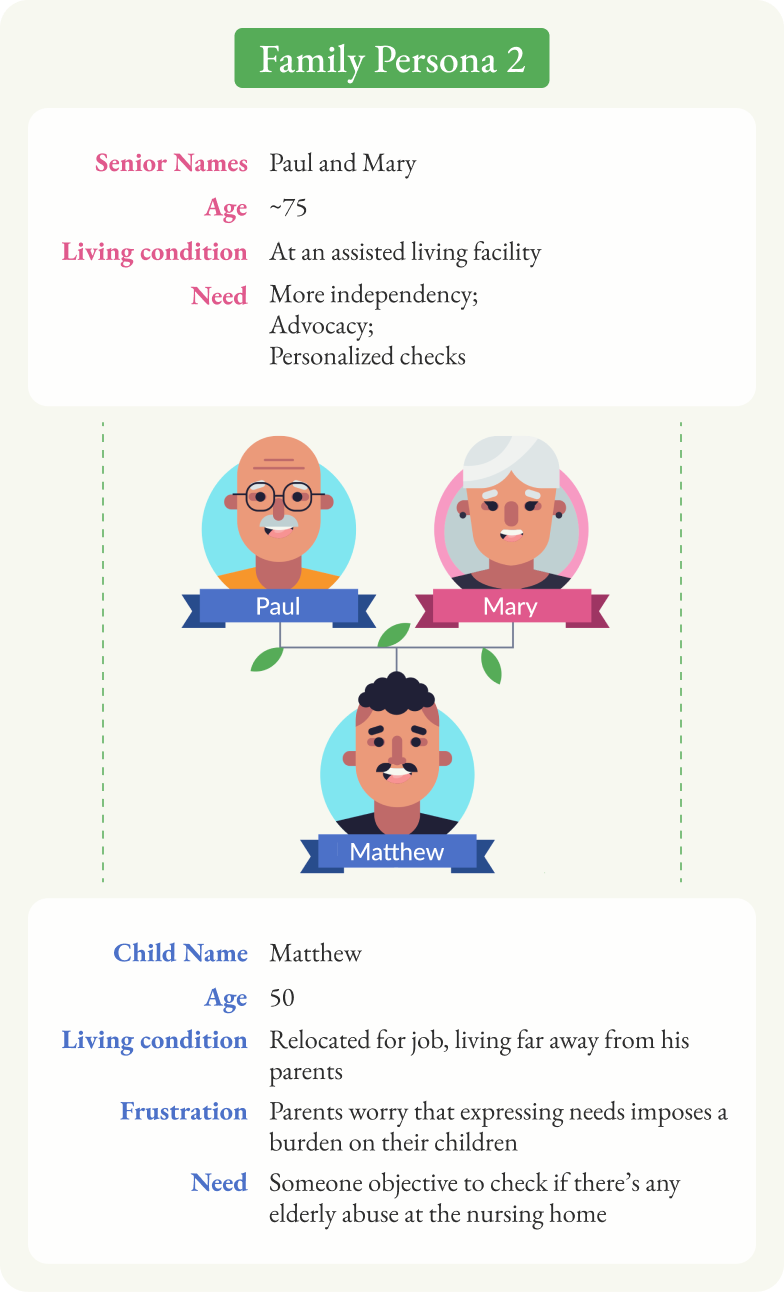 Family Persona 2
Senior Names Paul and Mary
Age ~75
Living condition At an assisted living facility
Need More independency;
Advocacy;
Personalized checks
Paul
Mary
Matthew
Child Name Matthew
Age 50
Living condition Relocated for job, living far away from his
parents
Frustration Parents worry that expressing needs imposes a
burden on their children
Need Someone objective to check if there’s any
elderly abuse at the nursing home